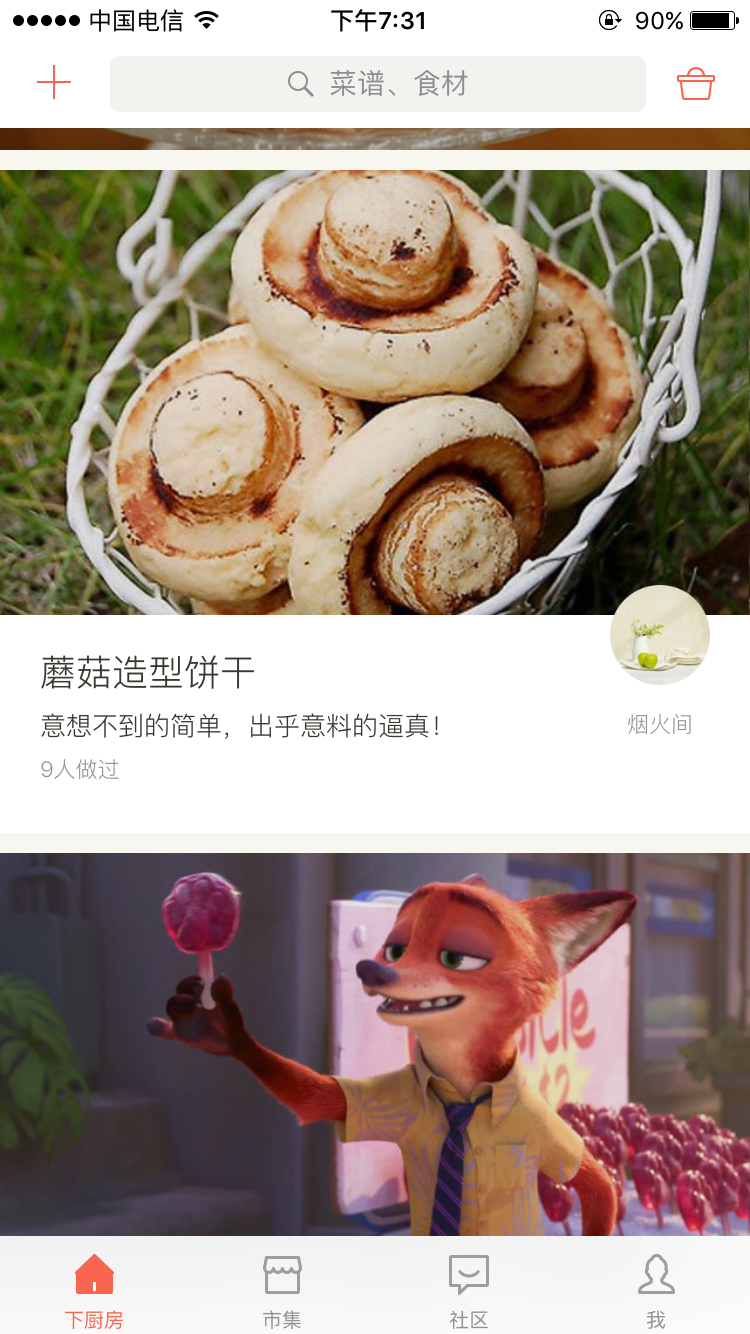 中国电信 下午7:31 90%
菜谱、食材
蘑菇造型饼干
意想不到的简单，出乎意料的逼真！
烟火间
9人做过
下厨房 市集 社区 我